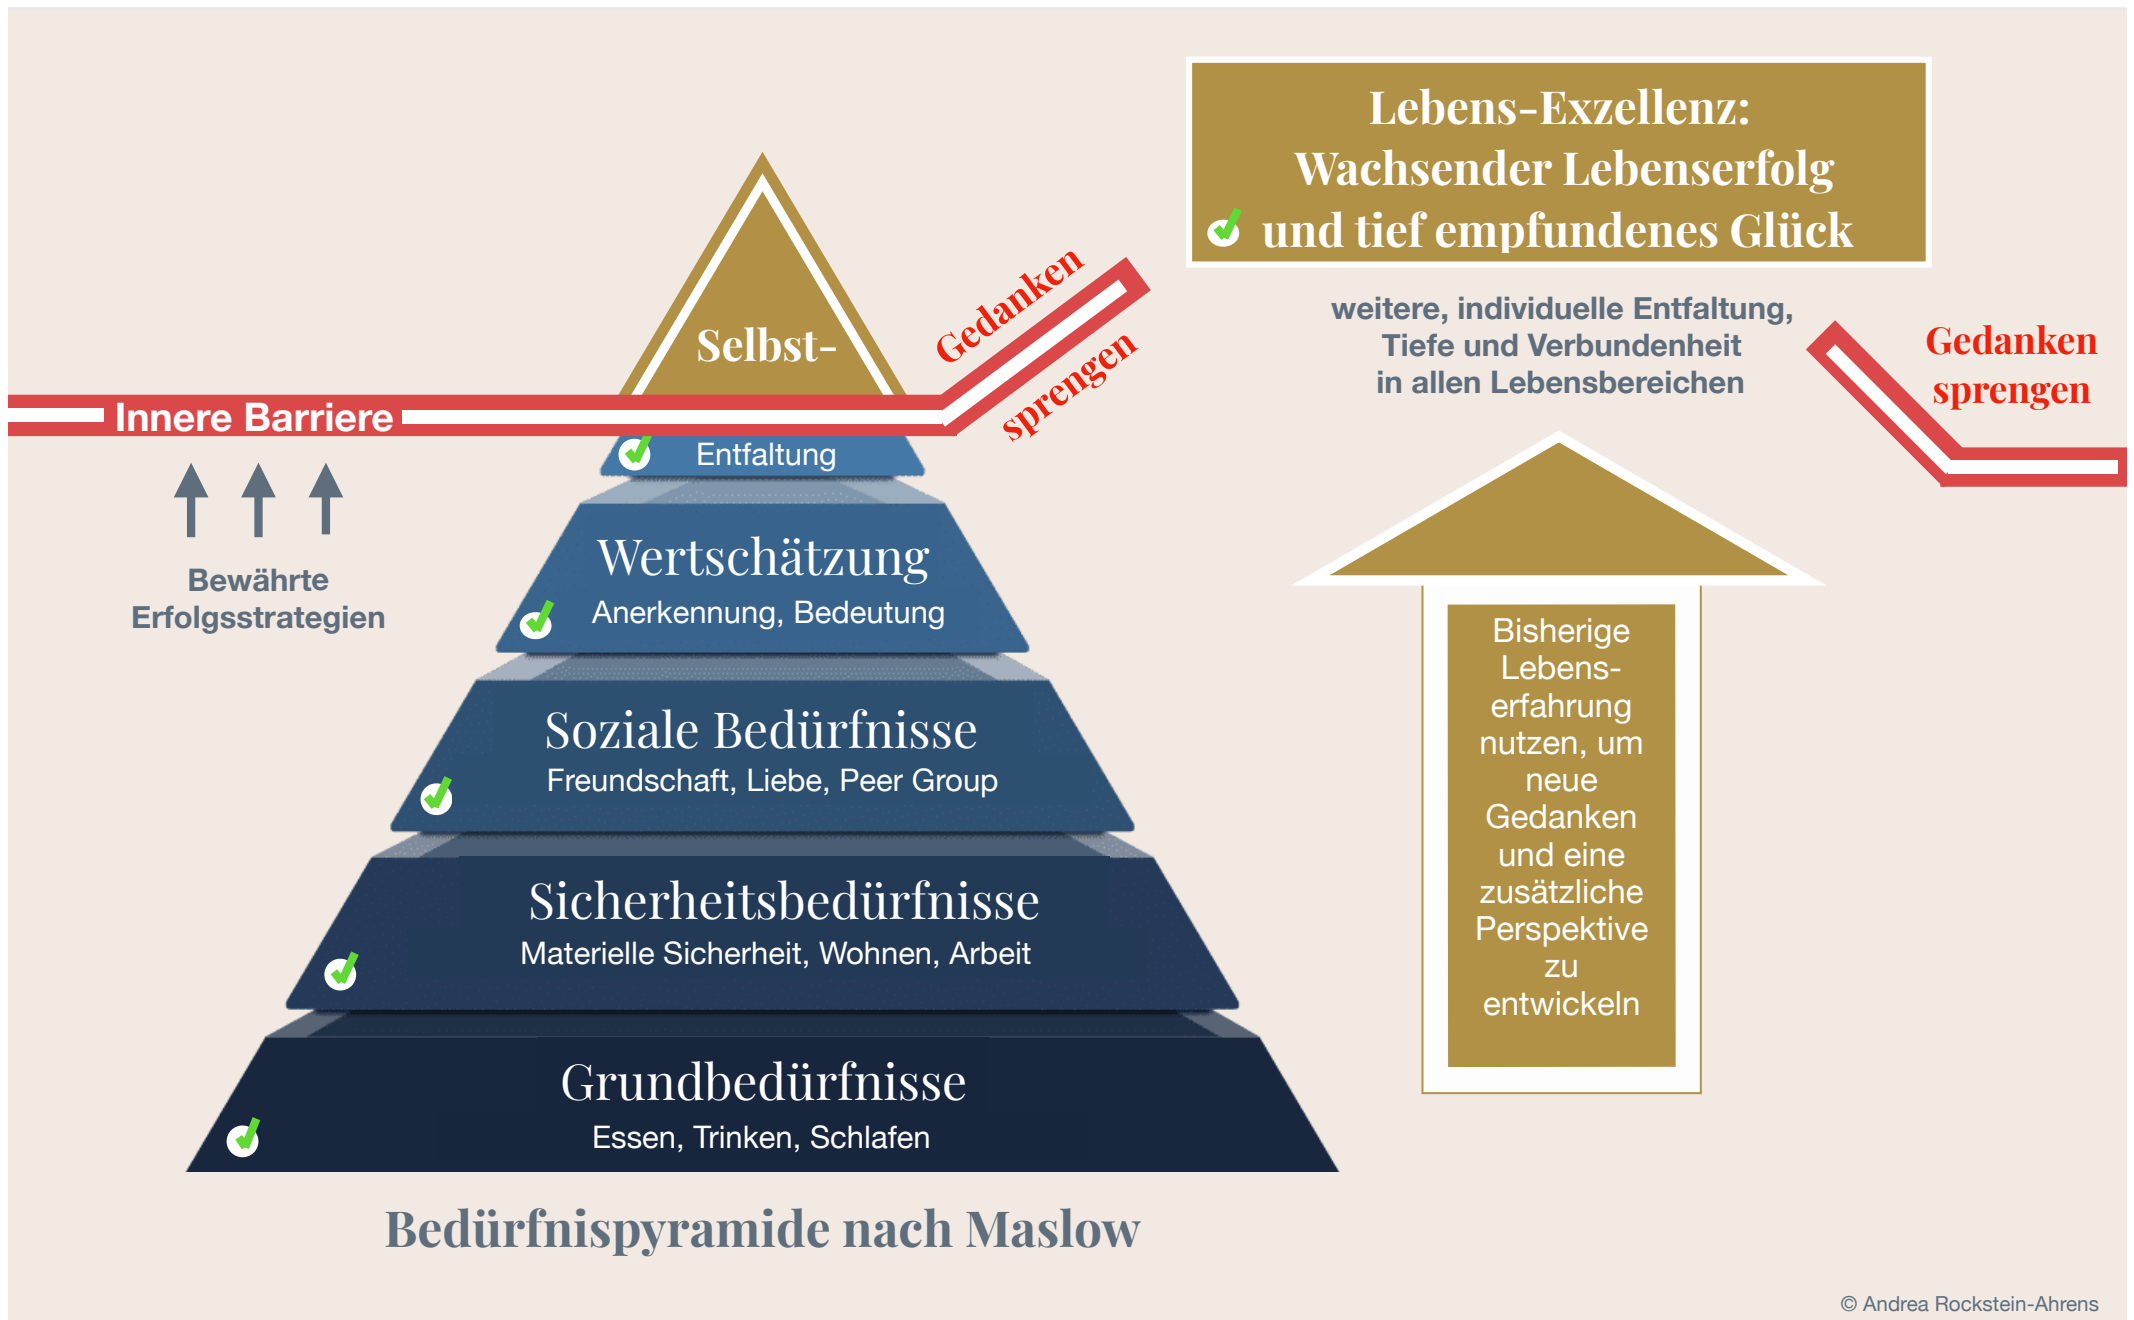 Lebens-Exzellenz:
Wachsender Lebenserfolg
und tief empfundenes Glück
weitere, individuelle Entfaltung,
Tiefe und Verbundenheit
in allen Lebensbereichen
Gedanken
sprengen
Gedanken
sprengen
Selbst-
Innere Barriere
Entfaltung
Bewährte
Erfolgsstrategien
Wertschätzung
Anerkennung, Bedeutung
Soziale Bedürfnisse
Freundschaft, Liebe, Peer Group
Sicherheitsbedürfnisse
Materielle Sicherheit, Wohnen, Arbeit
Grundbedürfnisse
Essen, Trinken, Schlafen
Bisherige
Lebens-
erfahrung
nutzen, um
neue
Gedanken
und eine
zusätzliche
Perspektive
zu
entwickeln
Bedürfnispyramide nach Maslow
© Andrea Rockstein-Ahrens